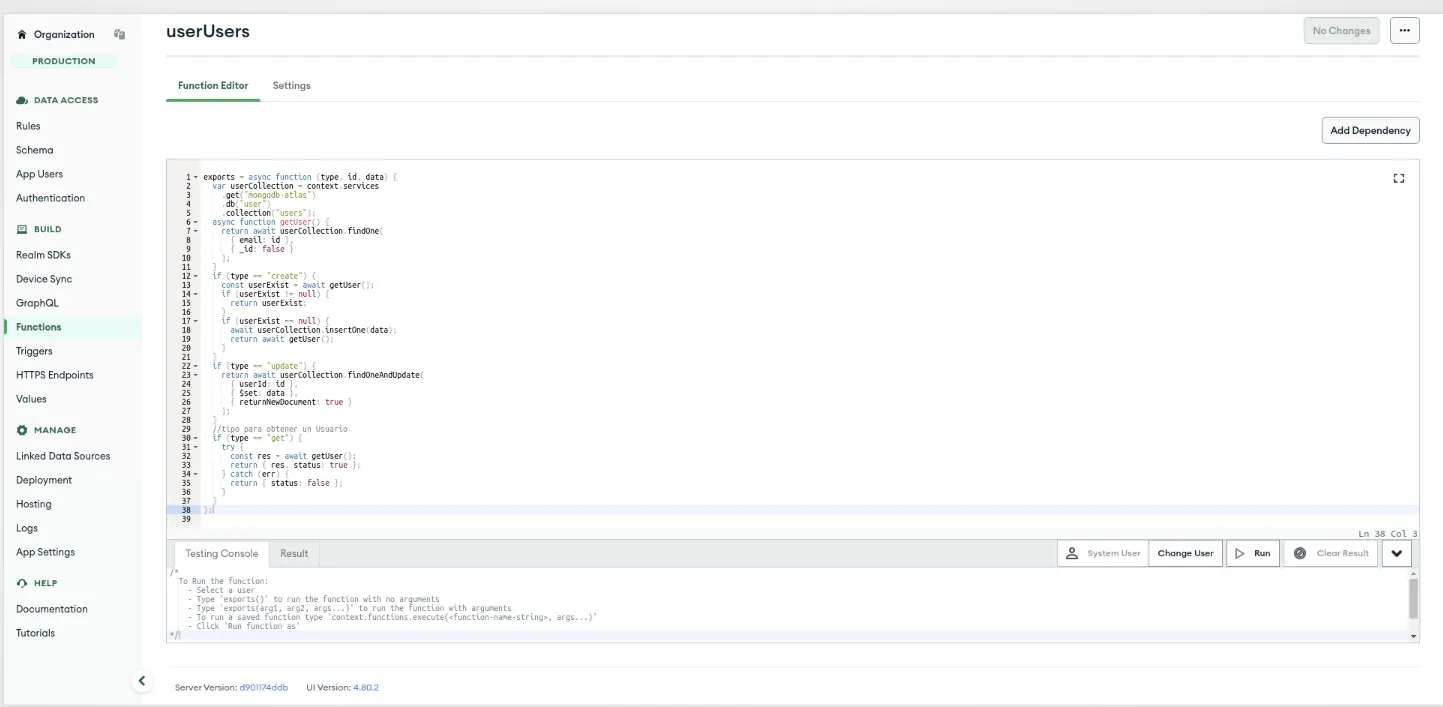 Organization
PRODUCTION
DATA ACCESS
Rules
Schema
App Users
Authentication
BUILD
Realm SDKs
Device Sync
GraphQL
Functions
Triggers
HTTPS Endpoints
Values
MANAGE
Linked Data Sources
Deployment
Hosting
Logs
App Settings
HELP
Documentation
Tutorials
userUsers
No Changes
Function Editor Settings
Add Dependency
1 exports = async function (type, id, data) {
2 var userCollection = context.services
3 .get("mongodb-atlas")
4 .db("user")
5 .collection("users");
6 async function getUser() {
7 return await userCollection.findOne(
8 { email: id },
9 { _id: false }
10 );
11 }
12 if (type == "create") {
13 const userExist = await getUser();
14 if (userExist != null) {
15 return userExist;
16 }
17 if (userExist == null) {
18 await userCollection.insertOne(data);
19 return await getUser();
20 }
21 }
22 if (type == "update") {
23 return await userCollection.findOneAndUpdate(
24 { userId: id },
25 { $set: data },
26 { returnNewDocument: true }
27 );
28 }
29 //tipo para obtener un Usuario
30 if (type == "get") {
31 try {
32 const res = await getUser();
33 return { res, status: true };
34 } catch (err) {
35 return { status: false };
36 }
37 }
38 };
39
Ln 38 Col 3
Testing Console Result System User Change User Run Clear Result
/*
To Run the function:
- Select a user
- Type 'exports()' to run the function with no arguments
- Type 'exports(arg1, arg2, args...)' to run the function with arguments
- To run a saved function type 'context.functions.execute(<function-name-string>, args...)'
- Click 'Run function as'
*/
Server Version: d901174ddb UI Version: 4.80.2